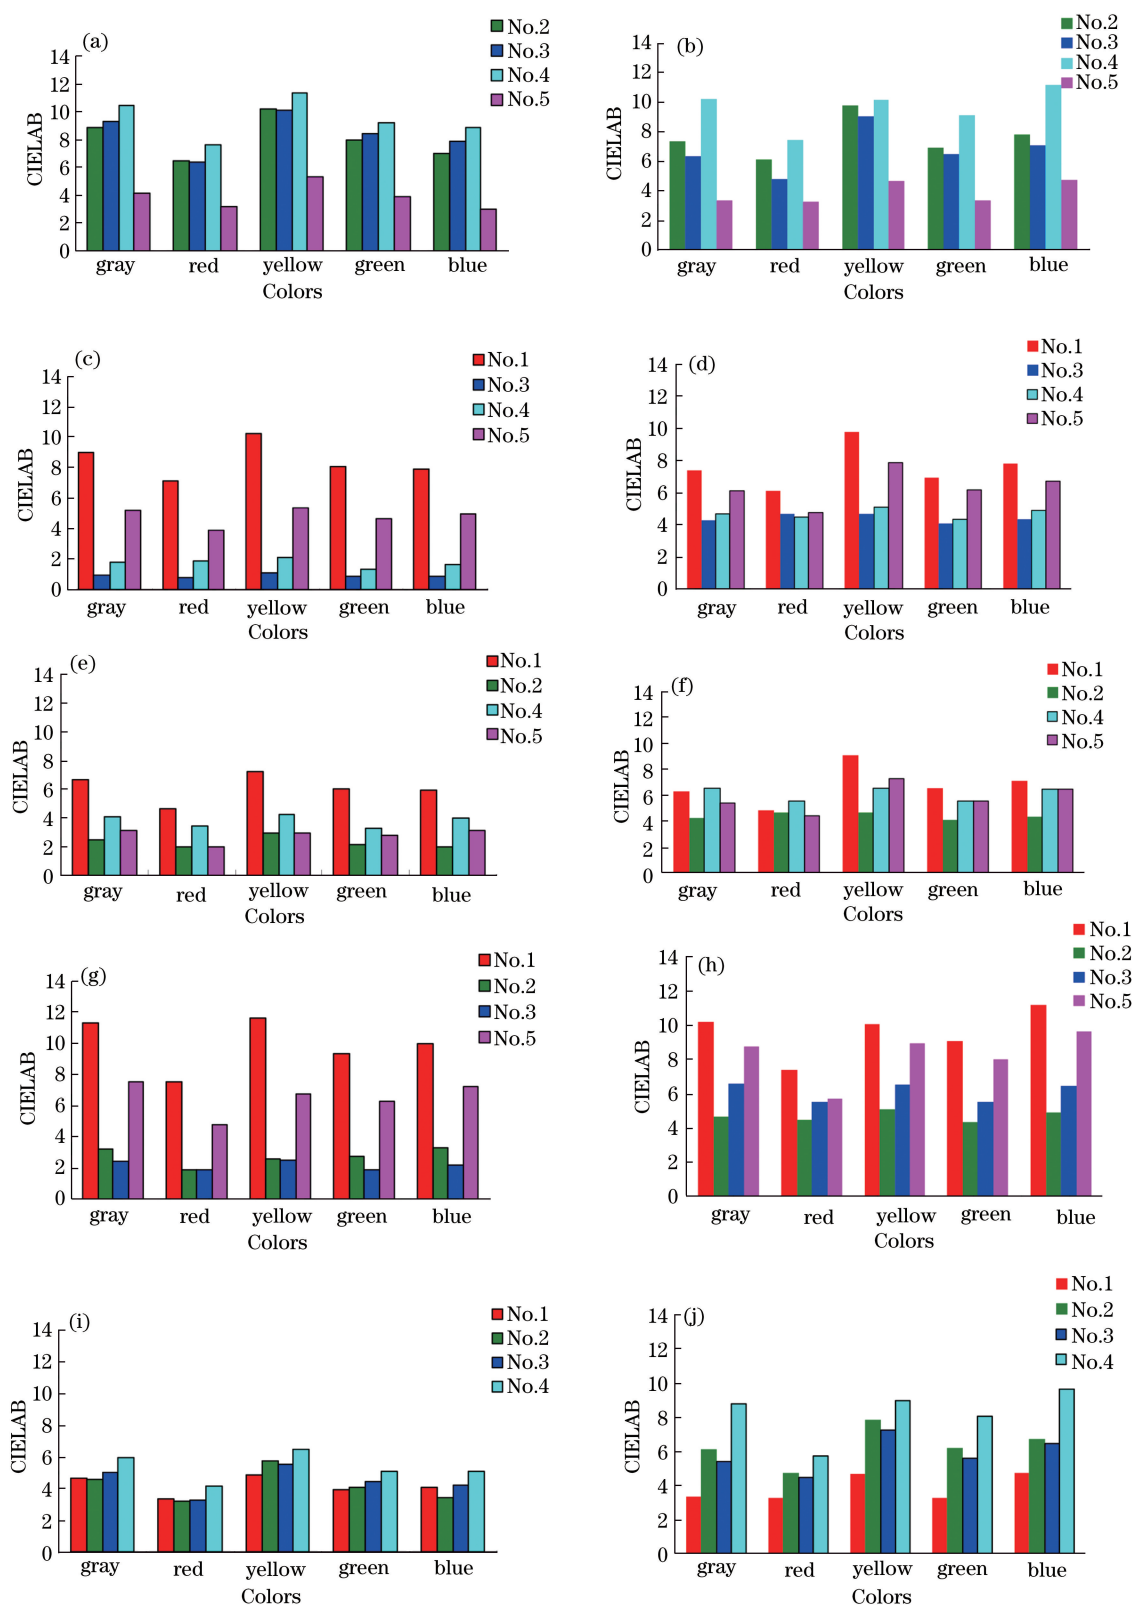 (a)
No.2
No.3
No.4
No.5
14
12
10
8
6
4
2
0
CIELAB
gray red yellow green blue
Colors
(b)
No.2
No.3
No.4
No.5
14
12
10
8
6
4
2
0
CIELAB
gray red yellow green blue
Colors
(c)
No.1
No.3
No.4
No.5
14
12
10
8
6
4
2
0
CIELAB
gray red yellow green blue
Colors
(d)
No.1
No.3
No.4
No.5
14
12
10
8
6
4
2
0
CIELAB
gray red yellow green blue
Colors
(e)
No.1
No.2
No.4
No.5
14
12
10
8
6
4
2
0
CIELAB
gray red yellow green blue
Colors
(f)
No.1
No.2
No.4
No.5
14
12
10
8
6
4
2
0
CIELAB
gray red yellow green blue
Colors
(g)
No.1
No.2
No.3
No.5
14
12
10
8
6
4
2
0
CIELAB
gray red yellow green blue
Colors
(h)
No.1
No.2
No.3
No.5
14
12
10
8
6
4
2
0
CIELAB
gray red yellow green blue
Colors
(i)
No.1
No.2
No.3
No.4
14
12
10
8
6
4
2
0
CIELAB
gray red yellow green blue
Colors
(j)
No.1
No.2
No.3
No.4
14
12
10
8
6
4
2
0
CIELAB
gray red yellow green blue
Colors